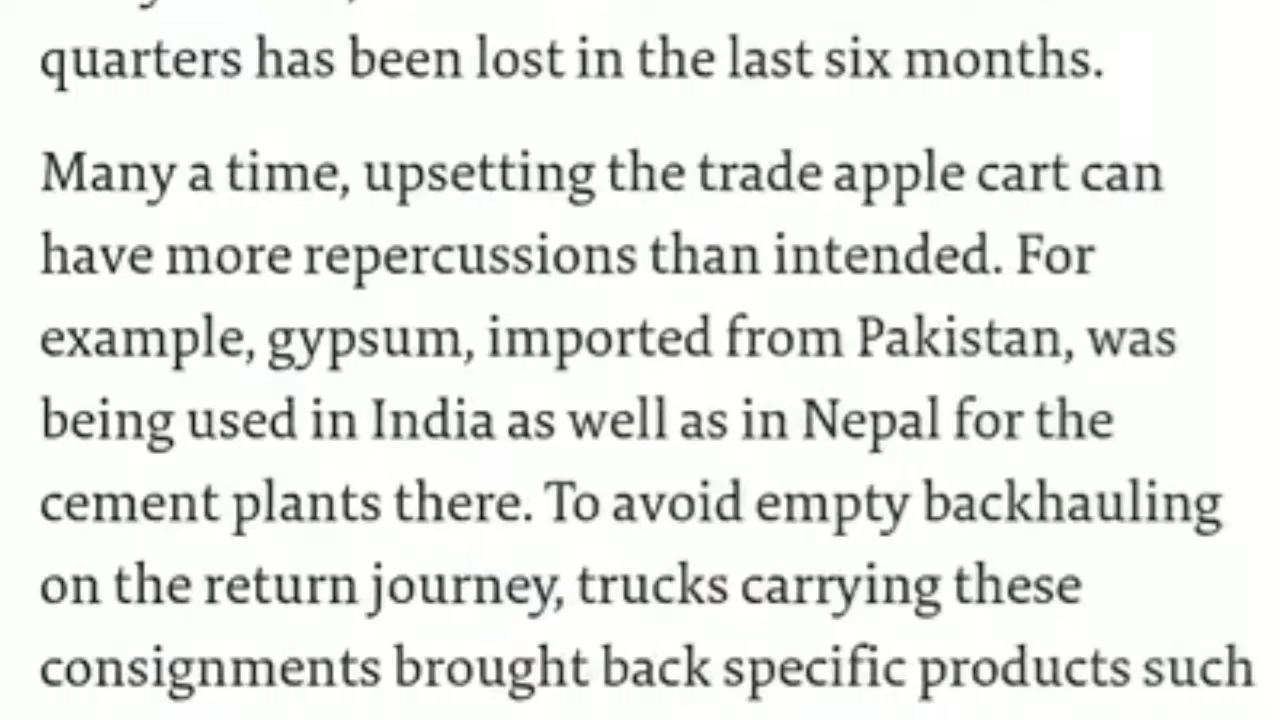 quarters has been lost in the last six months.
Many a time, upsetting the trade apple cart can
have more repercussions than intended. For
example, gypsum, imported from Pakistan, was
being used in India as well as in Nepal for the
cement plants there. To avoid empty backhauling
on the return journey, trucks carrying these
consignments brought back specific products such